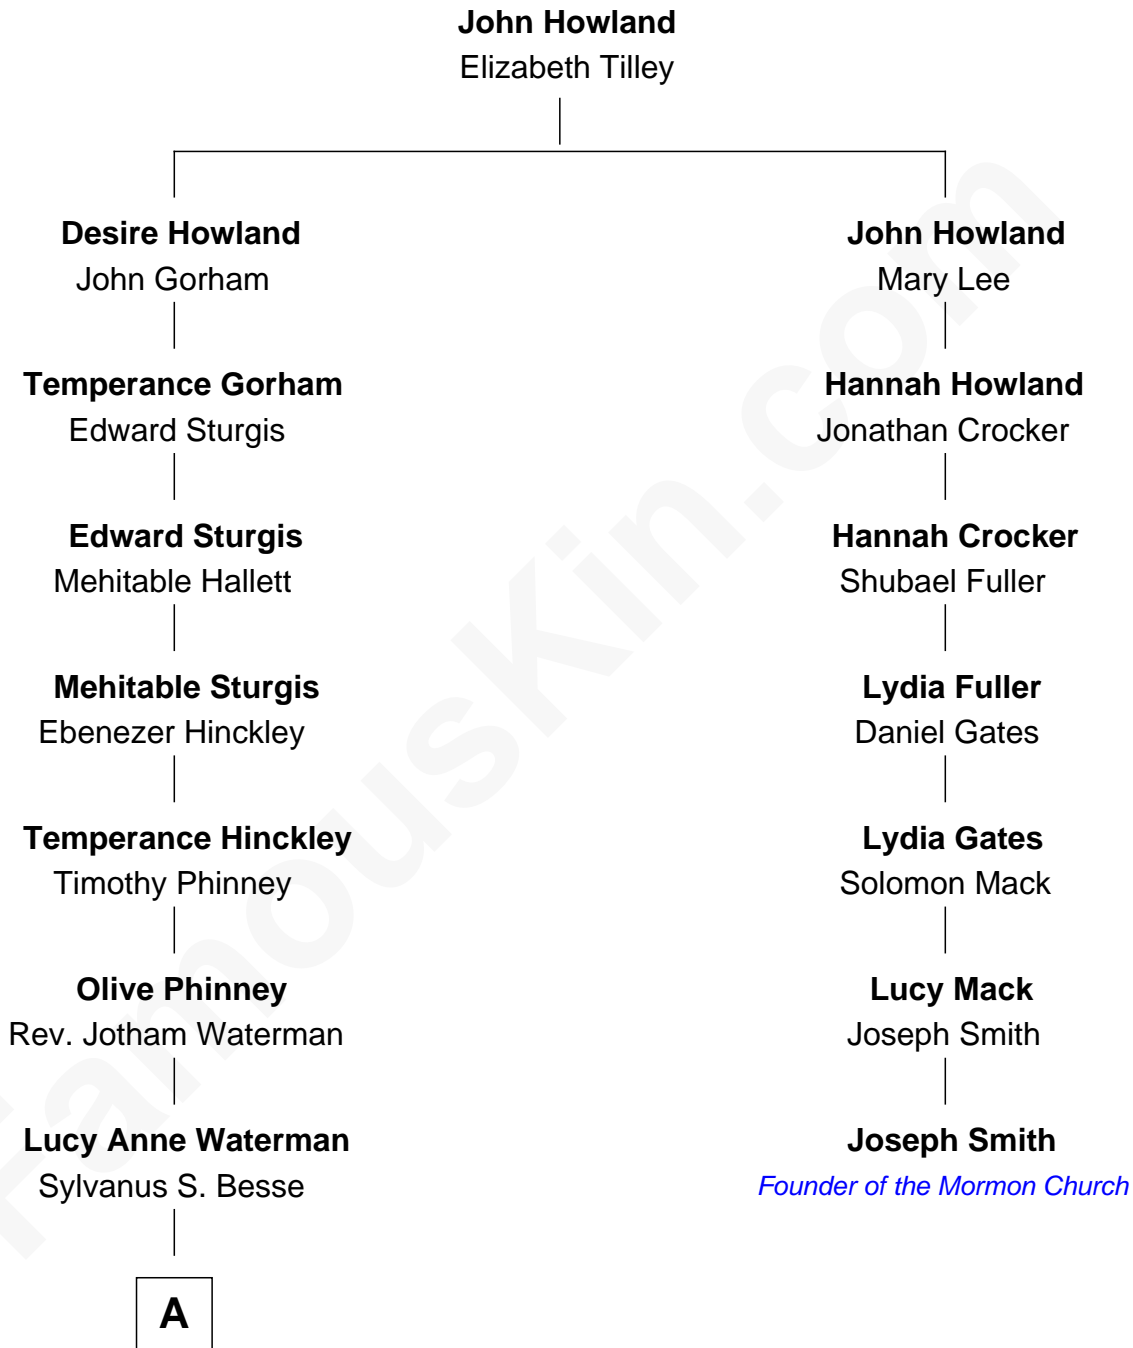 John Howland
Elizabeth Tilley
Desire Howland
John Gorham
John Howland
Mary Lee
Temperance Gorham
Edward Sturgis
Hannah Howland
Jonathan Crocker
Edward Sturgis
Mehitable Hallett
Hannah Crocker
Shubael Fuller
Mehitable Sturgis
Ebenezer Hinckley
Lydia Fuller
Daniel Gates
Temperance Hinckley
Timothy Phinney
Lydia Gates
Solomon Mack
Olive Phinney
Rev. Jotham Waterman
Lucy Mack
Joseph Smith
Lucy Anne Waterman
Sylvanus S. Besse
Joseph Smith
Founder of the Mormon Church
A
FamousKin.com